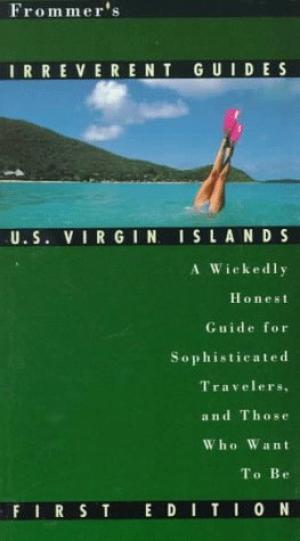 Frommer's
IRREVERENT GUIDES
U.S. VIRGIN ISLANDS
A Wickedly
Honest
Guide for
Sophisticated
Travelers,
and Those
Who Want
To Be
FIRST EDITION